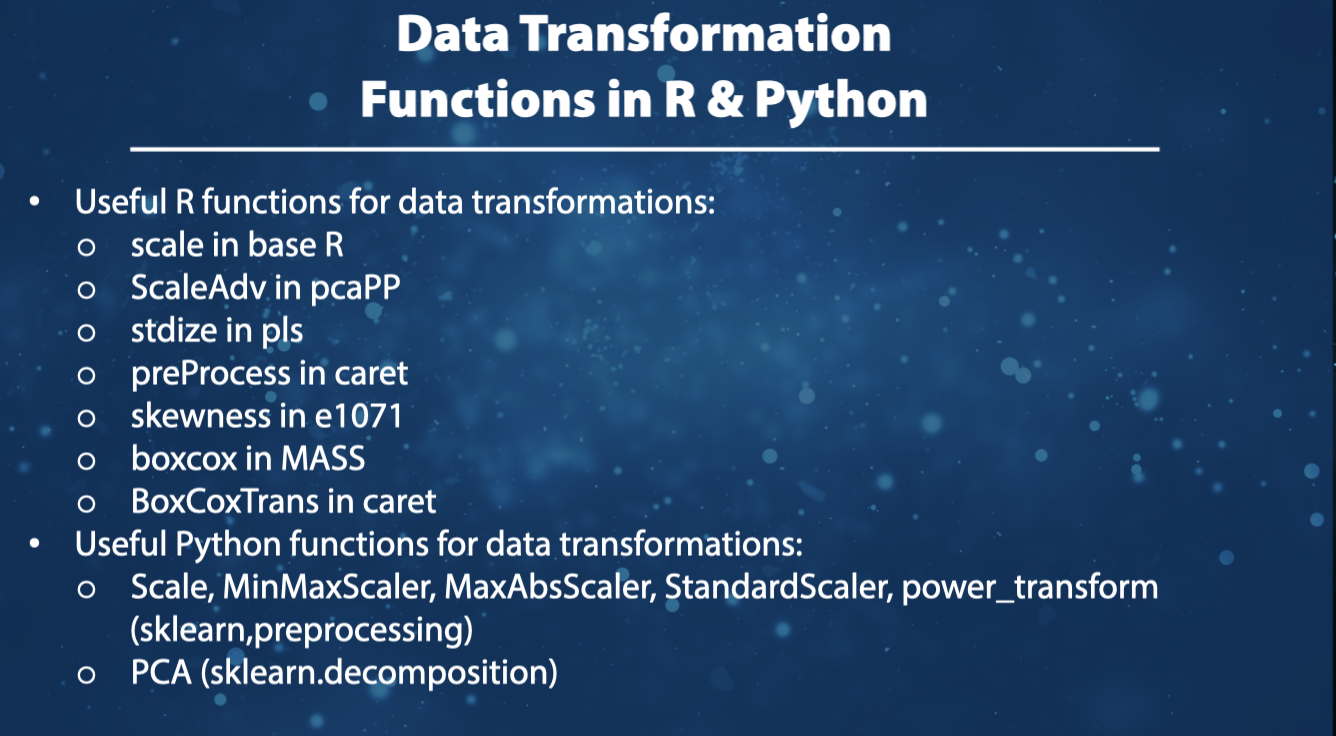 Data Transformation
Functions in R & Python
• Useful R functions for data transformations:
o scale in base R
o ScaleAdv in pcaPP
o stdize in pls
o preProcess in caret
o skewness in e1071
o boxcox in MASS
o BoxCoxTrans in caret
• Useful Python functions for data transformations:
o Scale, MinMaxScaler, MaxAbsScaler, StandardScaler, power_transform
(sklearn,preprocessing)
o PCA (sklearn.decomposition)